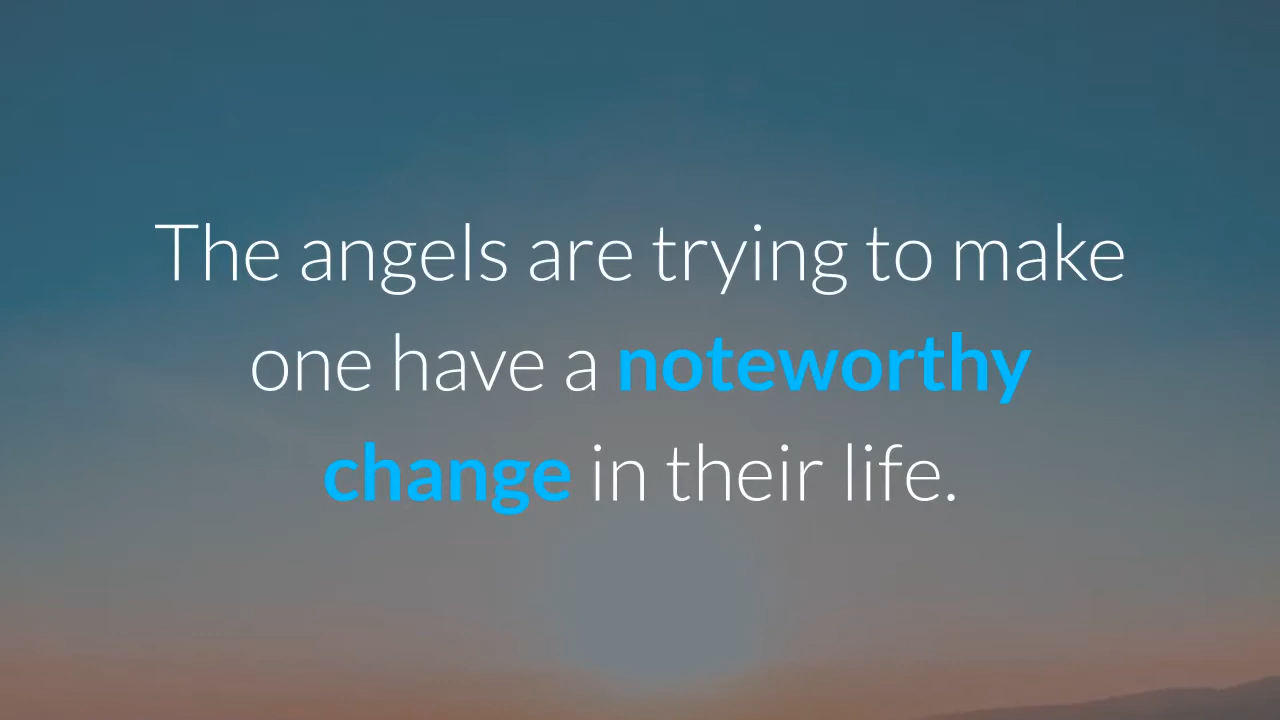 The angels are trying to make
one have a noteworthy
change in their life.